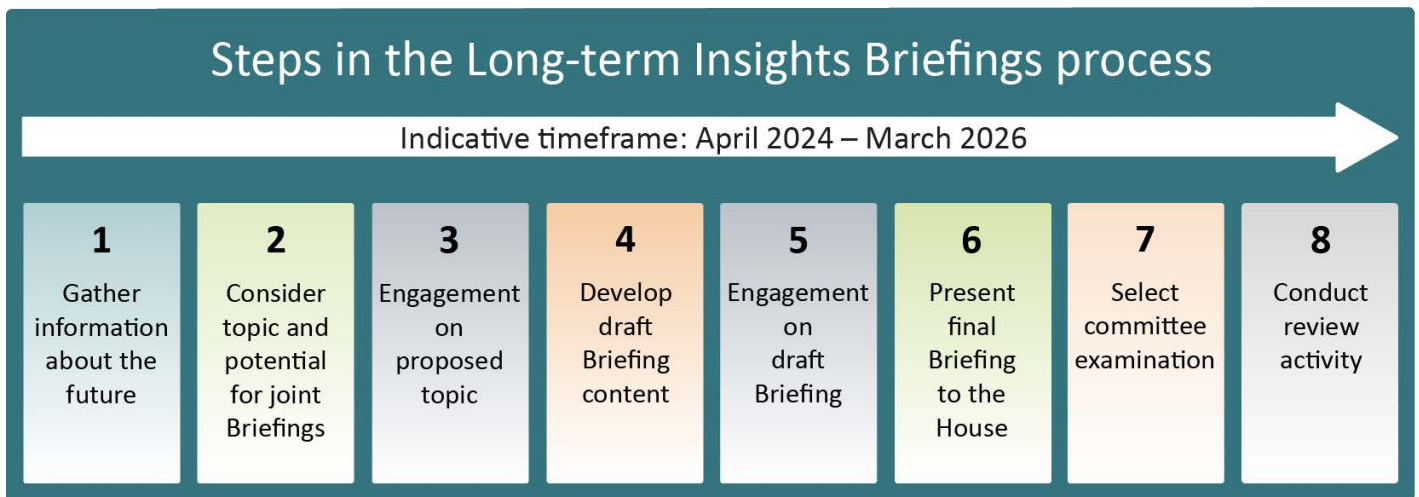 Steps in the Long-term Insights Briefings process
Indicative timeframe: April 2024 – March 2026
1
Gather
information
about the
future
2
Consider
topic and
potential
for joint
Briefings
3
Engagement
on
proposed
topic
4
Develop
draft
Briefing
content
5
Engagement
on
draft
Briefing
6
Present
final
Briefing
to the
House
7
Select
committee
examination
8
Conduct
review
activity